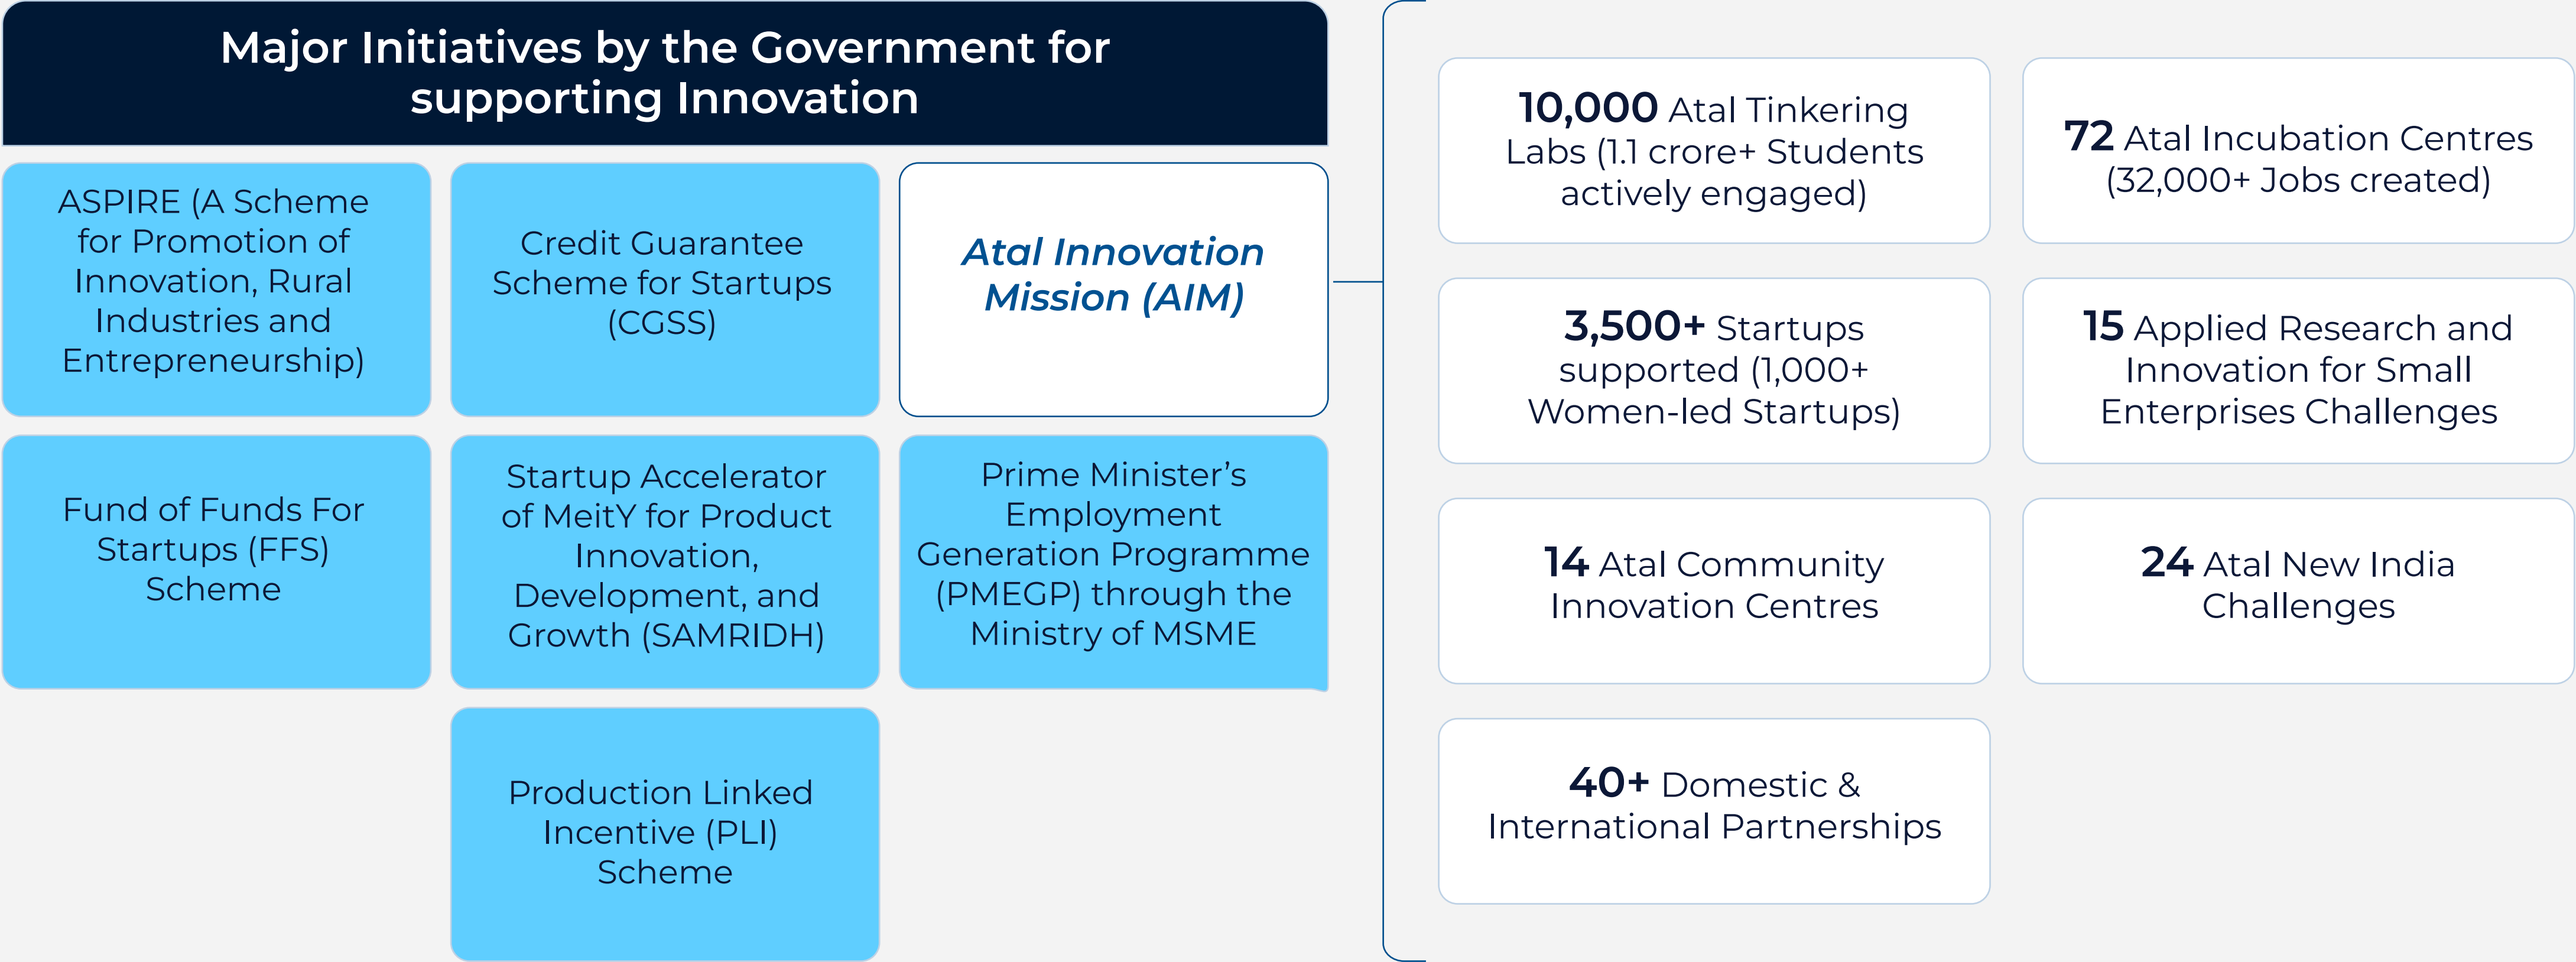 Major Initiatives by the Government for
supporting Innovation
ASPIRE (A Scheme
for Promotion of
Innovation, Rural
Industries and
Entrepreneurship)
Credit Guarantee
Scheme for Startups
(CGSS)
Atal Innovation
Mission (AIM)
Fund of Funds For
Startups (FFS)
Scheme
Startup Accelerator
of MeitY for Product
Innovation,
Development, and
Growth (SAMRIDH)
Prime Minister’s
Employment
Generation Programme
(PMEGP) through the
Ministry of MSME
Production Linked
Incentive (PLI)
Scheme
10,000 Atal Tinkering
Labs (1.1 crore+ Students
actively engaged)
72 Atal Incubation Centres
(32,000+ Jobs created)
3,500+ Startups
supported (1,000+
Women-led Startups)
15 Applied Research and
Innovation for Small
Enterprises Challenges
14 Atal Community
Innovation Centres
24 Atal New India
Challenges
40+ Domestic &
International Partnerships